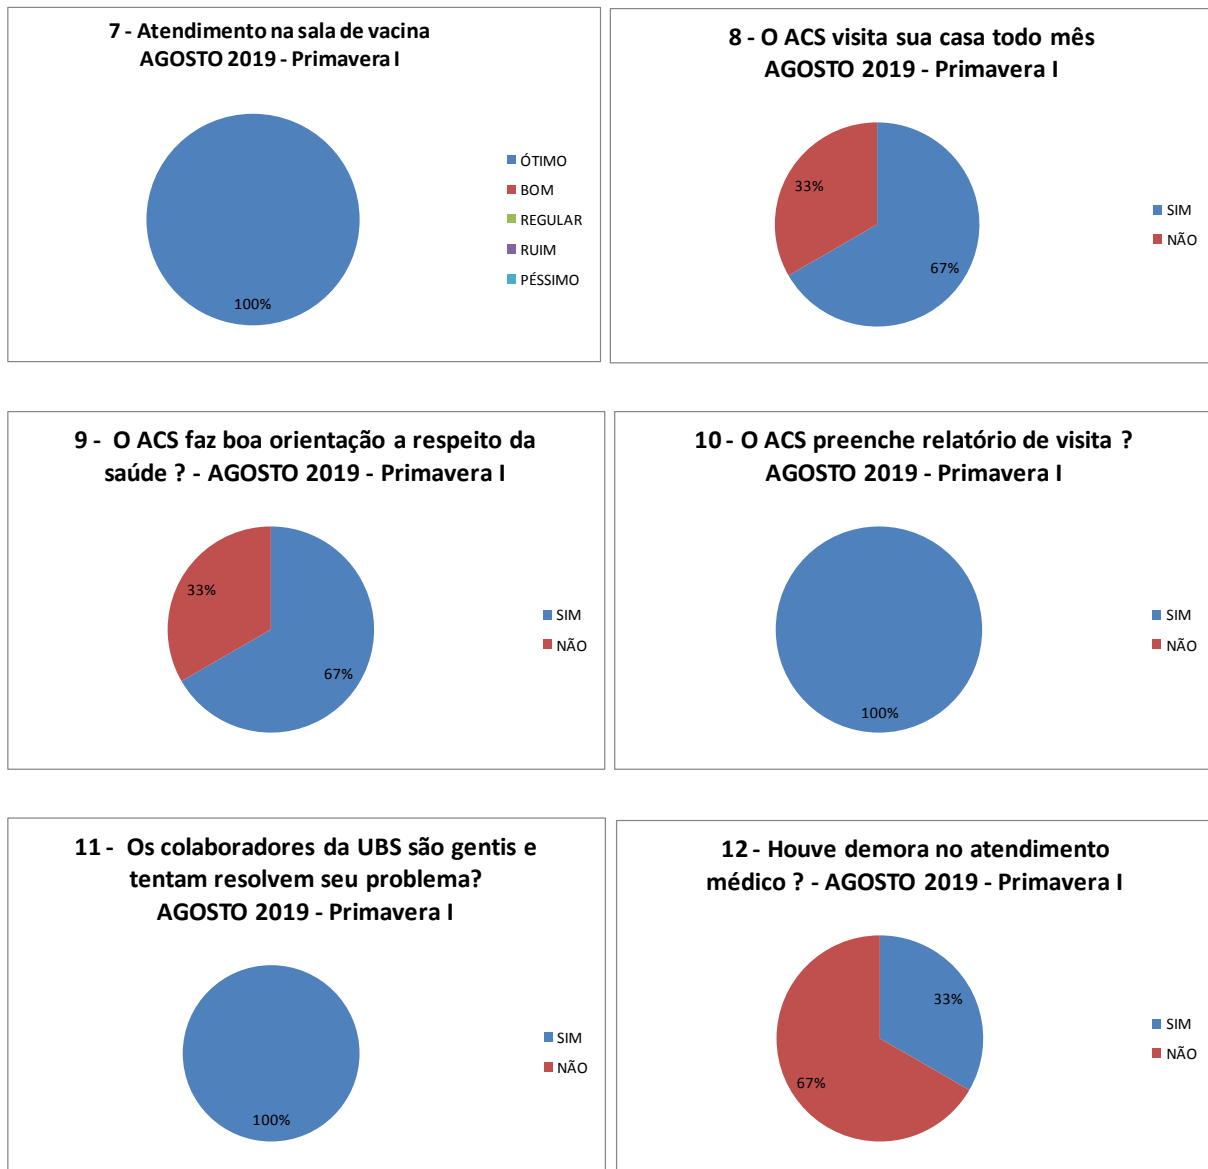 7 - Atendimento na sala de vacina
AGOSTO 2019 - Primavera I
100%
ÓTIMO
BOM
REGULAR
RUIM
PÉSSIMO
8 - O ACS visita sua casa todo mês
AGOSTO 2019 - Primavera I
33%
67%
SIM
NÃO
9 - O ACS faz boa orientação a respeito da
saúde ? - AGOSTO 2019 - Primavera I
33%
67%
SIM
NÃO
10 - O ACS preenche relatório de visita ?
AGOSTO 2019 - Primavera I
100%
SIM
NÃO
11 - Os colaboradores da UBS são gentis e
tentam resolvem seu problema?
AGOSTO 2019 - Primavera I
100%
SIM
NÃO
12 - Houve demora no atendimento
médico ? - AGOSTO 2019 - Primavera I
33%
67%
SIM
NÃO